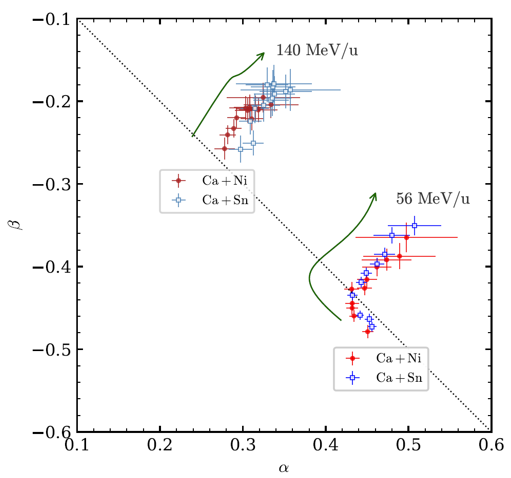 −0.1
140 MeV/u
−0.2
Ca + Ni
Ca + Sn
−0.3
56 MeV/u
β
−0.4
−0.5
Ca + Ni
Ca + Sn
−0.6
0.1 0.2 0.3 0.4 0.5 0.6
α